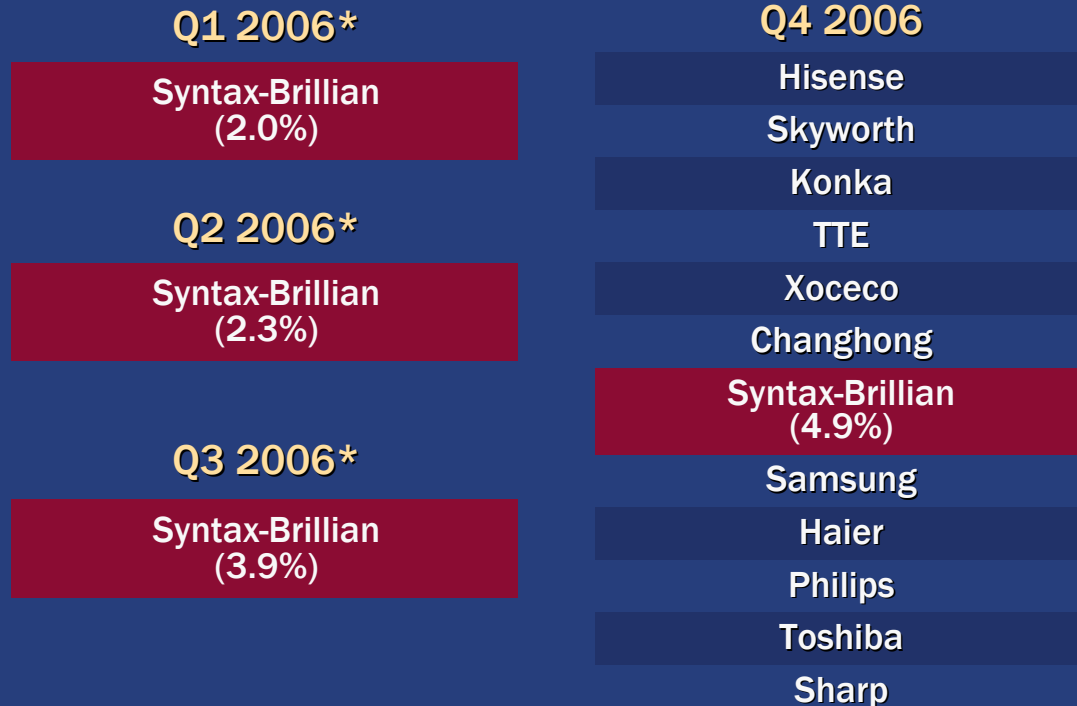 Q1 2006*
Syntax-Brillian
(2.0%)
Q2 2006*
Syntax-Brillian
(2.3%)
Q3 2006*
Syntax-Brillian
(3.9%)
Q4 2006
Hisense
Skyworth
Konka
TTE
Xoceco
Changhong
Syntax-Brillian
(4.9%)
Samsung
Haier
Philips
Toshiba
Sharp